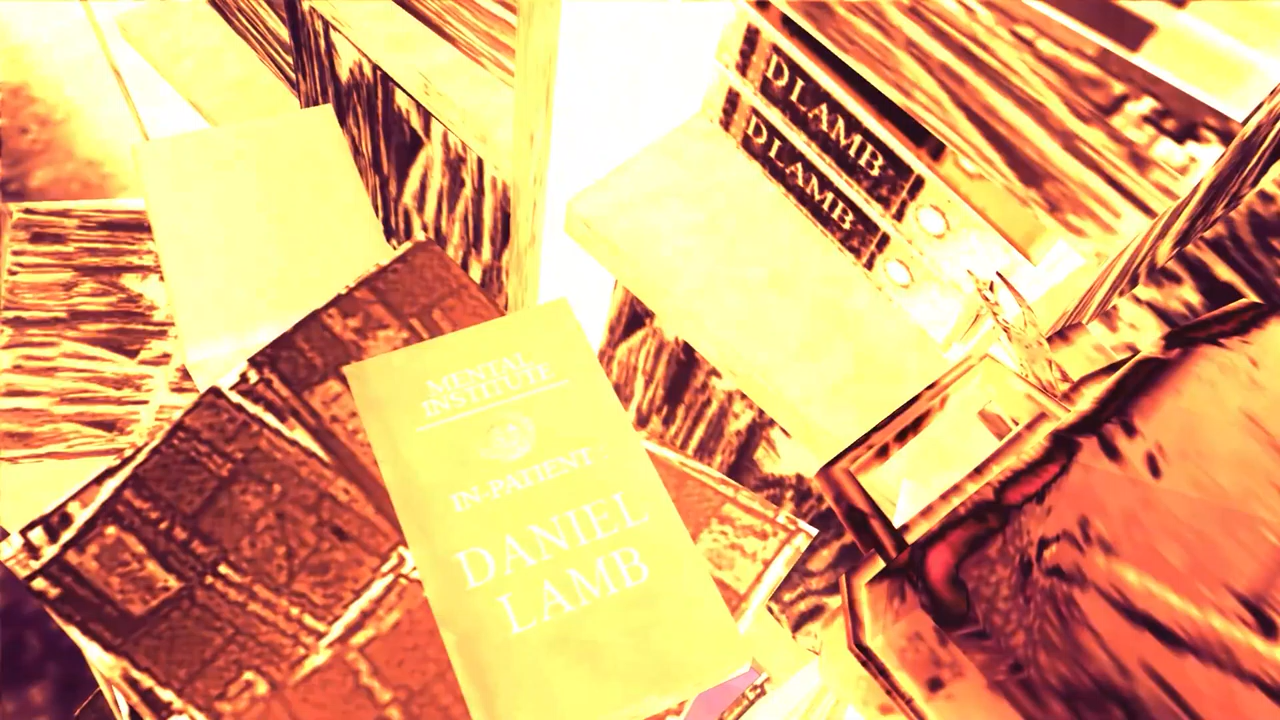 D LAMB
D LAMB
MENTAL
INSTITUTE
IN-PATIENT
DANIEL
LAMB